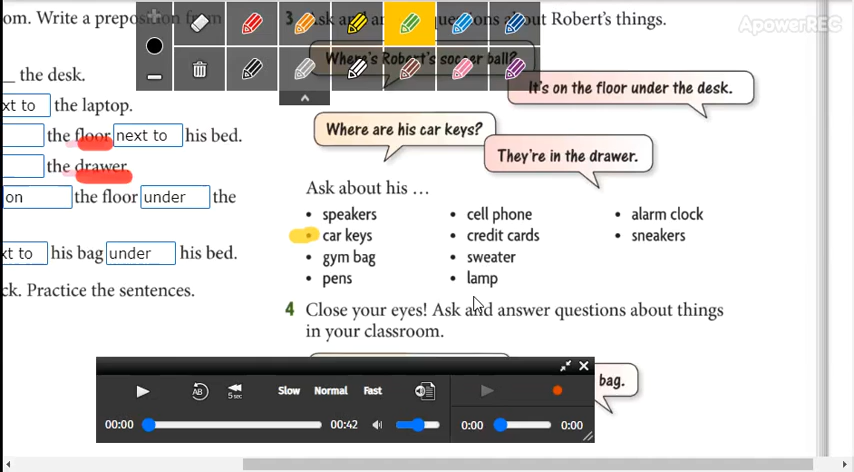 om. Write a preposition from
ApowerREC
3 Ask and answer questions about Robert's things.
Where's Robert's soccer ball?
It's on the floor under the desk.
Where are his car keys?
They're in the drawer.
the desk.
xt to the laptop.
the floor next to his bed.
the drawer.
on the floor under the
xt to his bag under his bed.
ck. Practice the sentences.
Ask about his …
• speakers • cell phone • alarm clock
• car keys • credit cards • sneakers
• gym bag • sweater
• pens • lamp
4 Close your eyes! Ask and answer questions about things
in your classroom.
bag.
AB 5 sec Slow Normal Fast
00:00 00:42 0:00 0:00